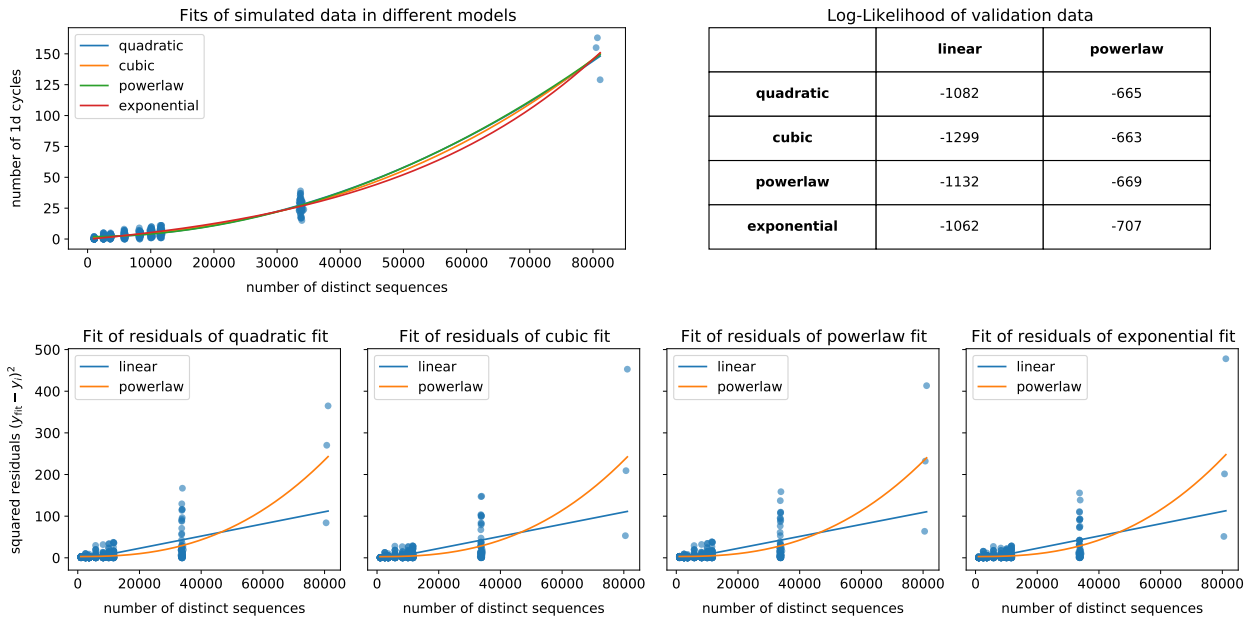 Fits of simulated data in different models
quadratic
cubic
powerlaw
exponential
number of 1d cycles
0
25
50
75
100
125
150
0 10000 20000 30000 40000 50000 60000 70000 80000
number of distinct sequences
Log-Likelihood of validation data
linear powerlaw
quadratic -1082 -665
cubic -1299 -663
powerlaw -1132 -669
exponential -1062 -707
Fit of residuals of quadratic fit
linear
powerlaw
squared residuals (y_fit − y_i)²
0
100
200
300
400
500
0 20000 40000 60000 80000
number of distinct sequences
Fit of residuals of cubic fit
linear
powerlaw
0 20000 40000 60000 80000
number of distinct sequences
Fit of residuals of powerlaw fit
linear
powerlaw
0 20000 40000 60000 80000
number of distinct sequences
Fit of residuals of exponential fit
linear
powerlaw
0 20000 40000 60000 80000
number of distinct sequences